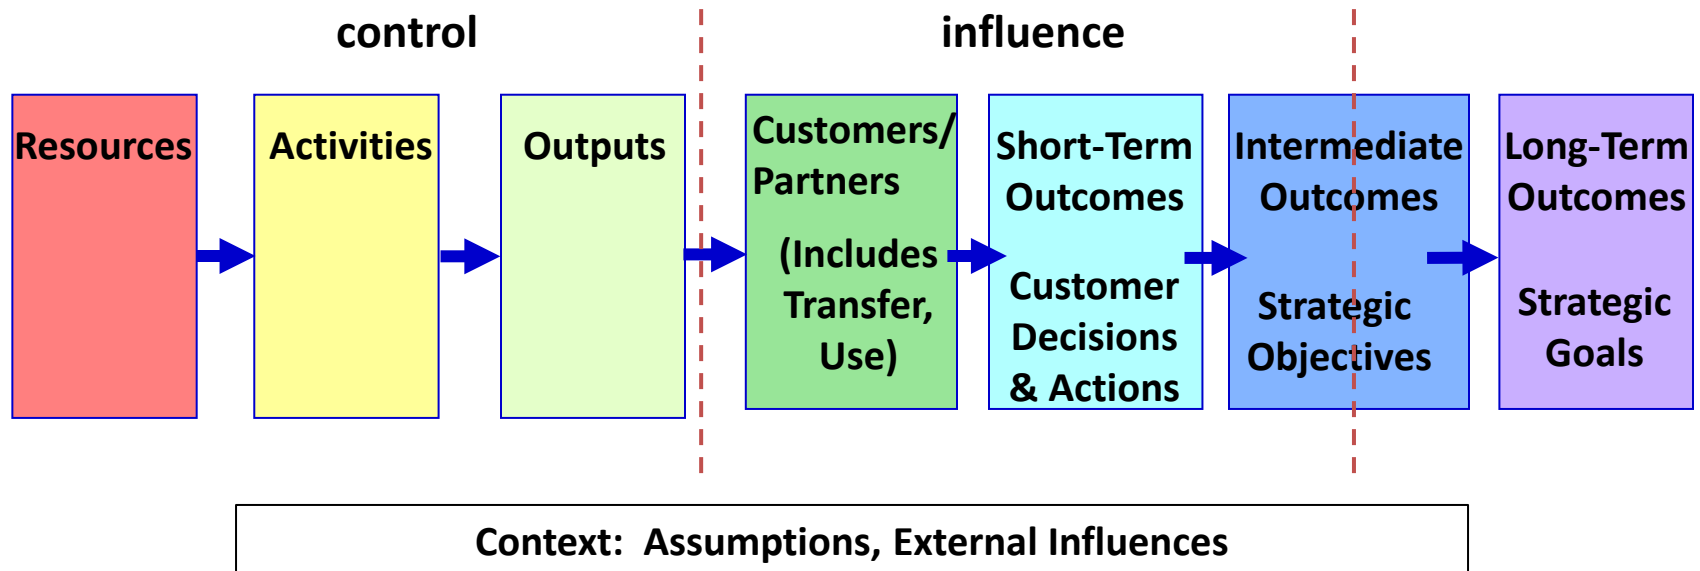 control
influence
Resources
Activities
Outputs
Customers/
Partners
(Includes
Transfer,
Use)
Short-Term
Outcomes
Customer
Decisions
& Actions
Intermediate
Outcomes
Strategic
Objectives
Long-Term
Outcomes
Strategic
Goals
Context:  Assumptions, External Influences